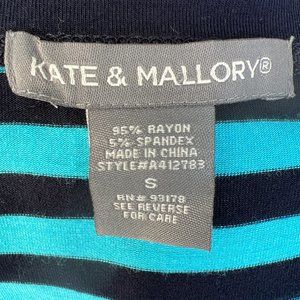 KATE & MALLORY®
95% RAYON
5% SPANDEX
MADE IN CHINA
STYLE#A412783
S
RN# 93178
SEE REVERSE
FOR CARE